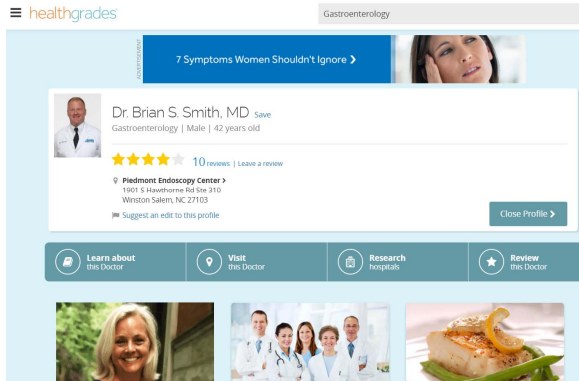 healthgrades
Gastroenterology
ADVERTISEMENT
7 Symptoms Women Shouldn't Ignore
Dr. Brian S. Smith, MD Save
Gastroenterology | Male | 42 years old
10 reviews | Leave a review
Piedmont Endoscopy Center
1901 S Hawthorne Rd Ste 310
Winston Salem, NC 27103
Suggest an edit to this profile
Close Profile
Learn about
this Doctor
Visit
this Doctor
Research
hospitals
Review
this Doctor